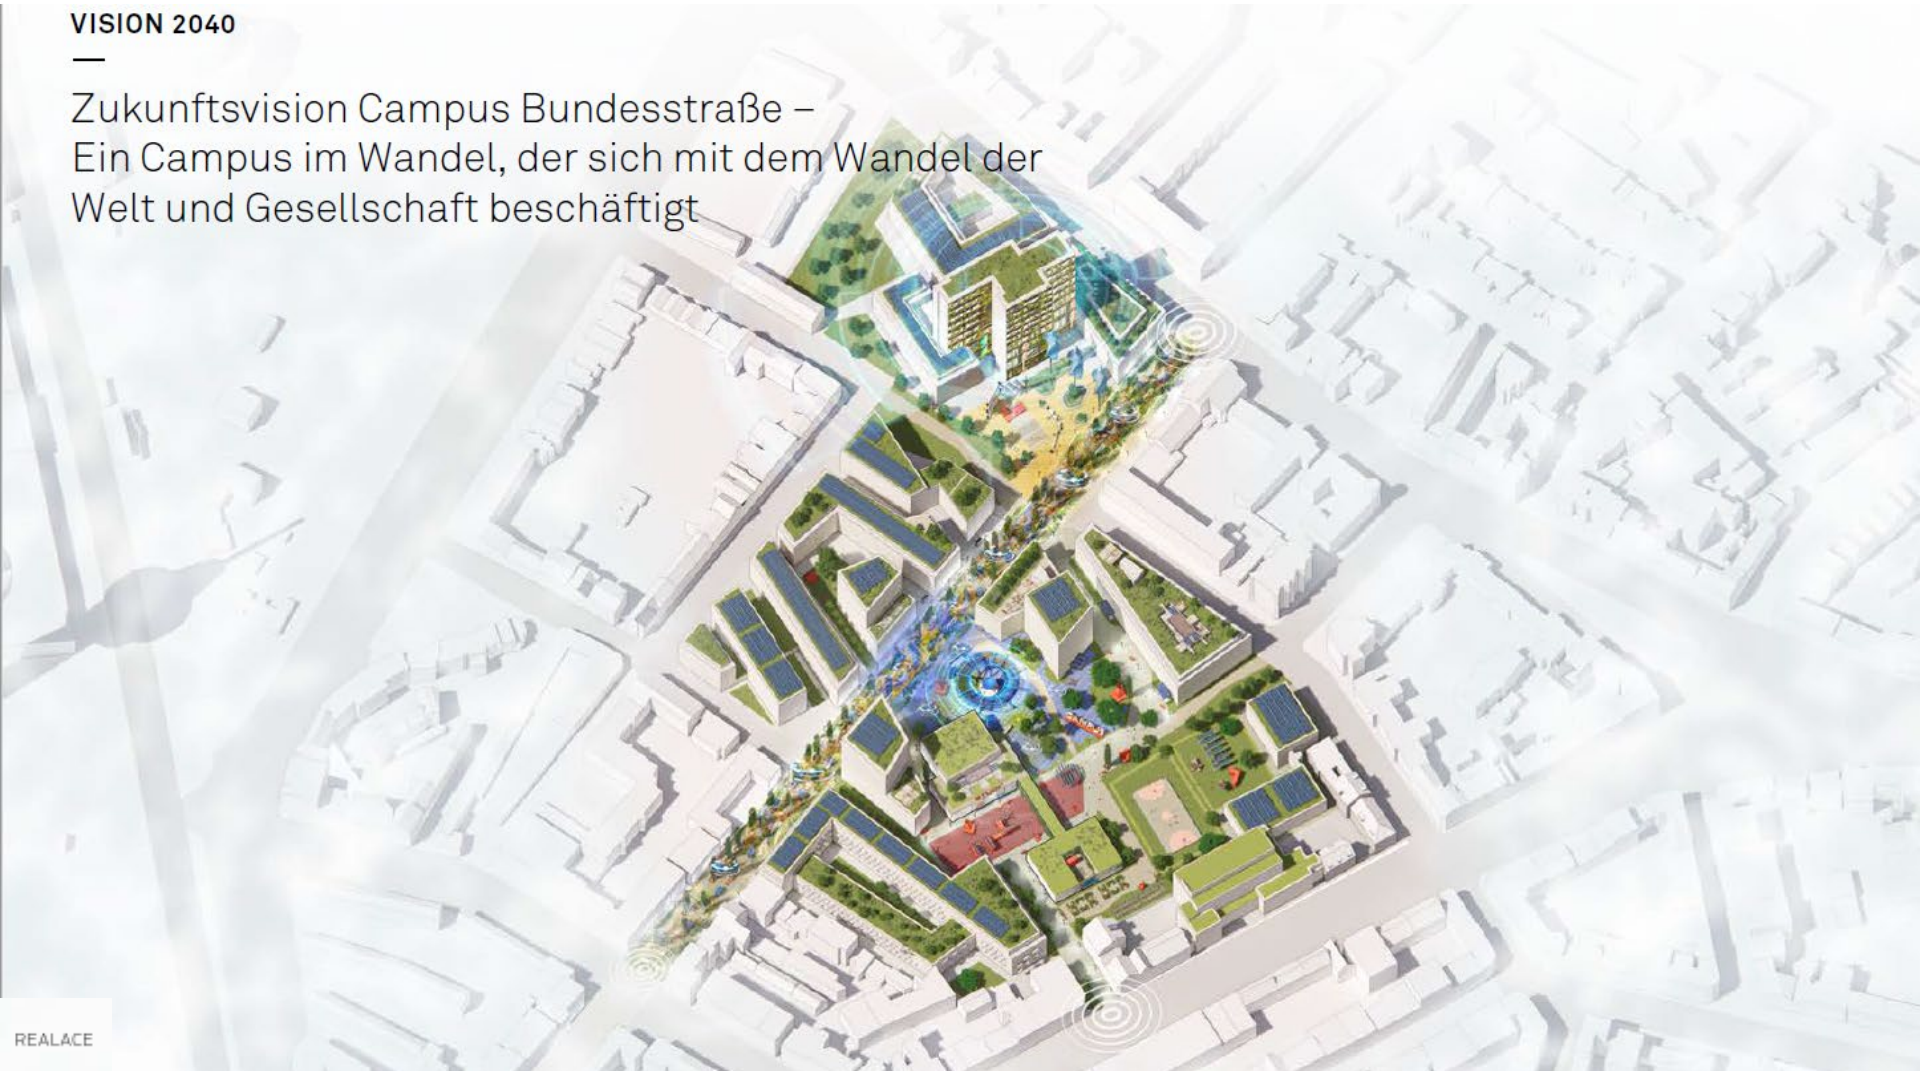 VISION 2040
Zukunftsvision Campus Bundesstraße –
Ein Campus im Wandel, der sich mit dem Wandel der
Welt und Gesellschaft beschäftigt
CAMPUS
REALACE